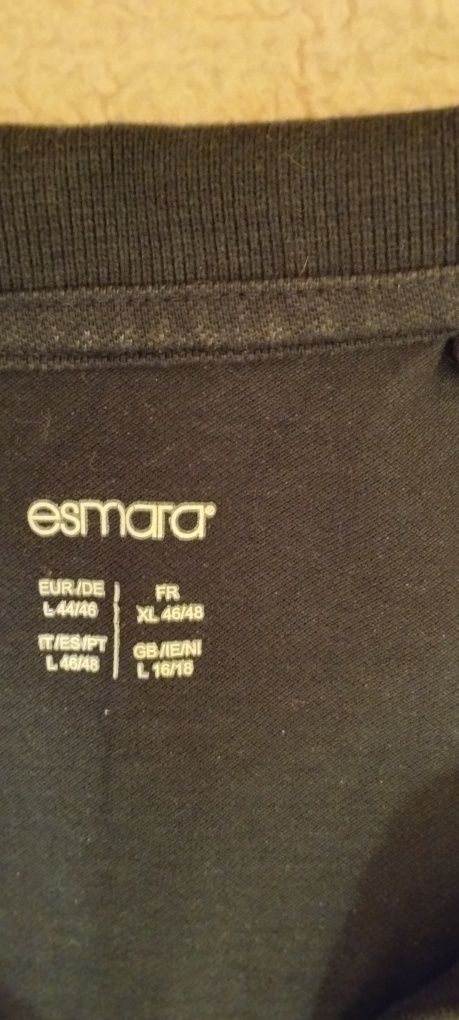 esmara®
EUR/DE
L 44/46
IT/ES/PT
L 46/48
FR
XL 46/48
GB/IE/NI
L 16/18